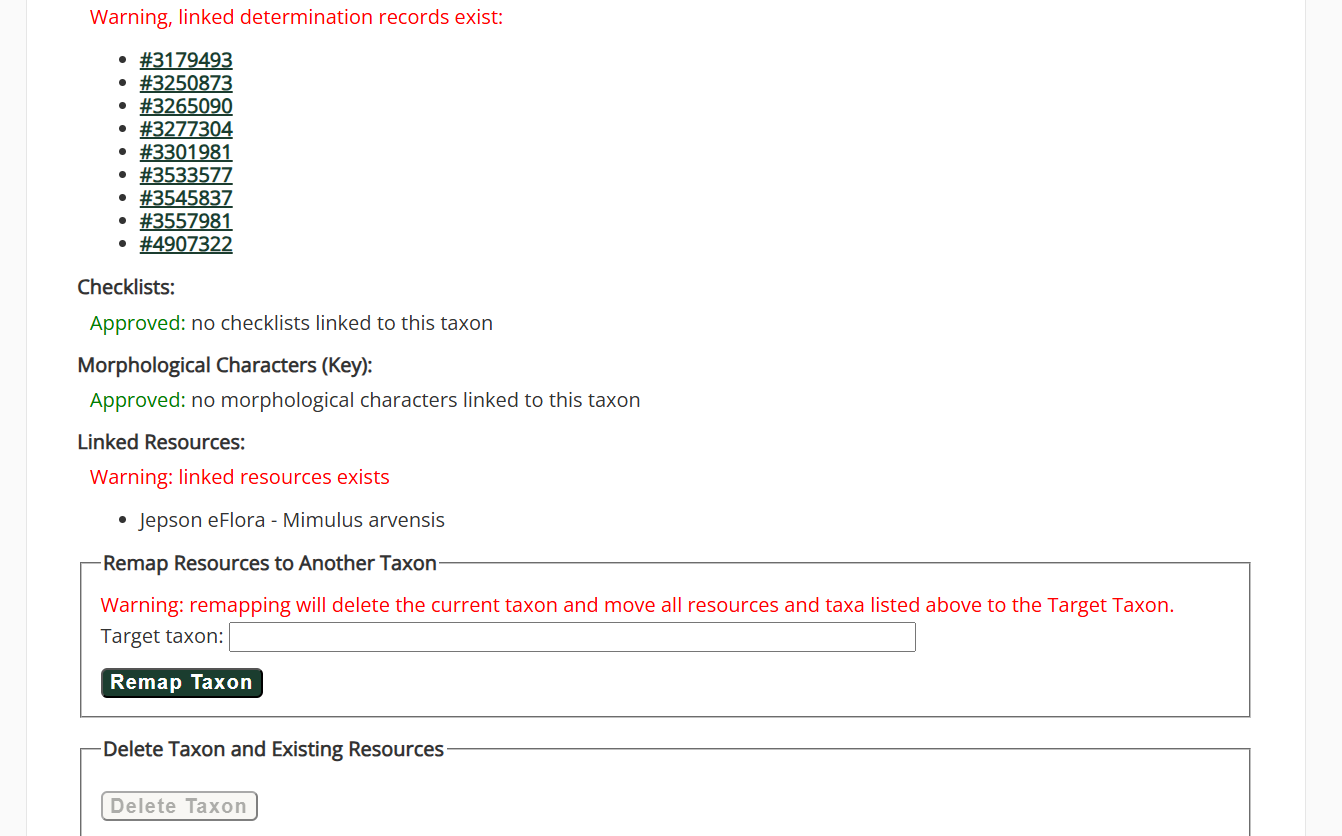 Warning, linked determination records exist:
#3179493
#3250873
#3265090
#3277304
#3301981
#3533577
#3545837
#3557981
#4907322
Checklists:
Approved: no checklists linked to this taxon
Morphological Characters (Key):
Approved: no morphological characters linked to this taxon
Linked Resources:
Warning: linked resources exists
Jepson eFlora - Mimulus arvensis
Remap Resources to Another Taxon
Warning: remapping will delete the current taxon and move all resources and taxa listed above to the Target Taxon.
Target taxon:
Remap Taxon
Delete Taxon and Existing Resources
Delete Taxon